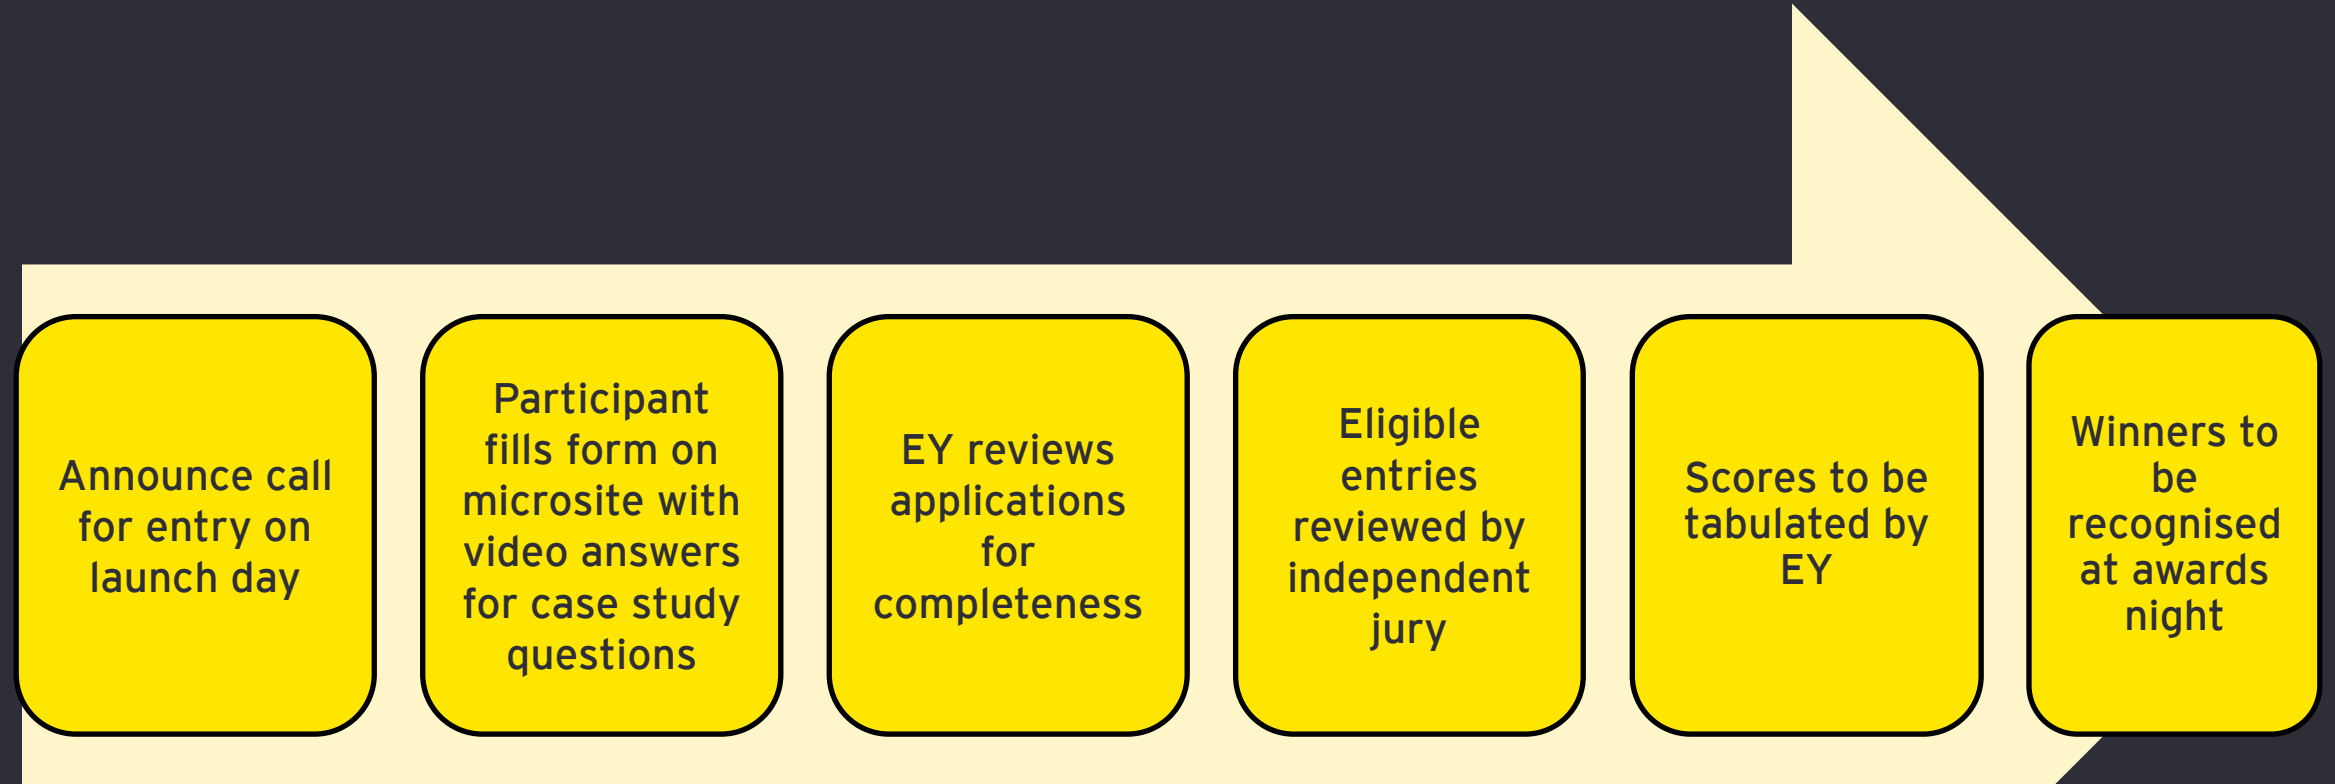 Announce call
for entry on
launch day
Participant
fills form on
microsite with
video answers
for case study
questions
EY reviews
applications
for
completeness
Eligible
entries
reviewed by
independent
jury
Scores to be
tabulated by
EY
Winners to
be
recognised
at awards
night